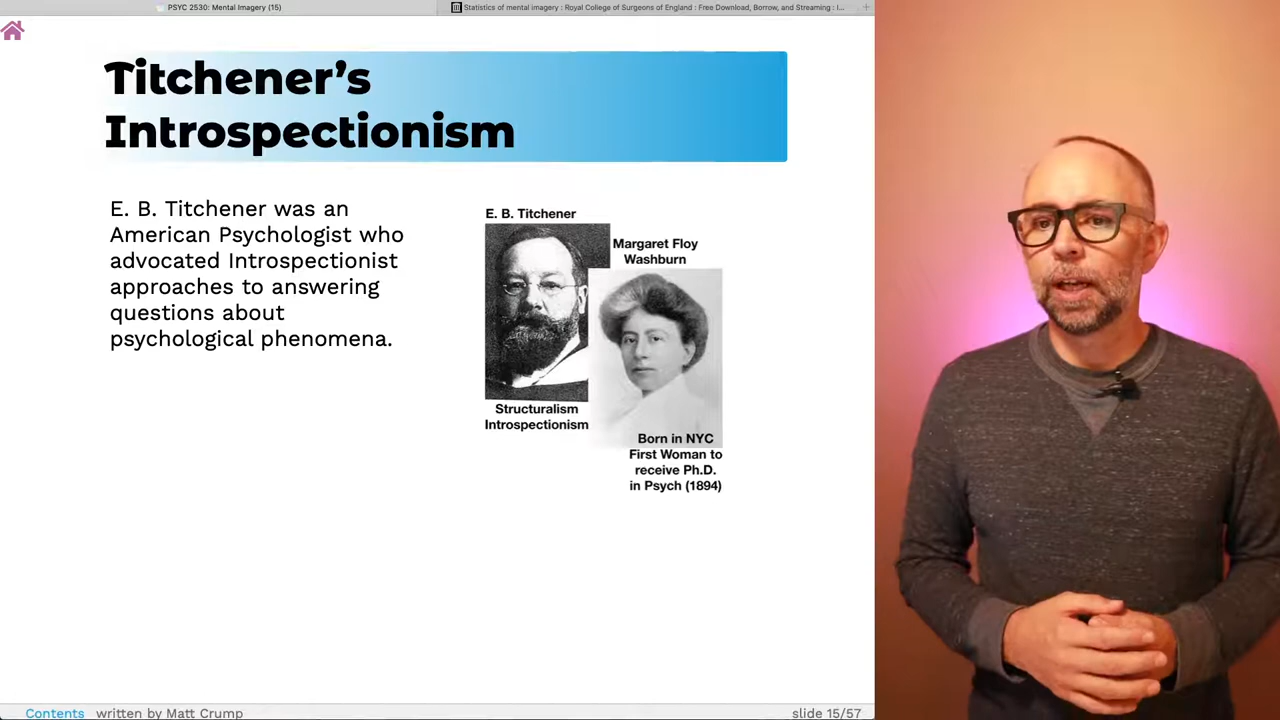 PSYC 2530: Mental Imagery (15)
Statistics of mental imagery : Royal College of Surgeons of England : Free Download, Borrow, and Streaming : I...
Titchener's
Introspectionism
E. B. Titchener was an
American Psychologist who
advocated Introspectionist
approaches to answering
questions about
psychological phenomena.
E. B. Titchener
Margaret Floy
Washburn
Structuralism
Introspectionism
Born in NYC
First Woman to
receive Ph.D.
in Psych (1894)
Contents written by Matt Crump
slide 15/57